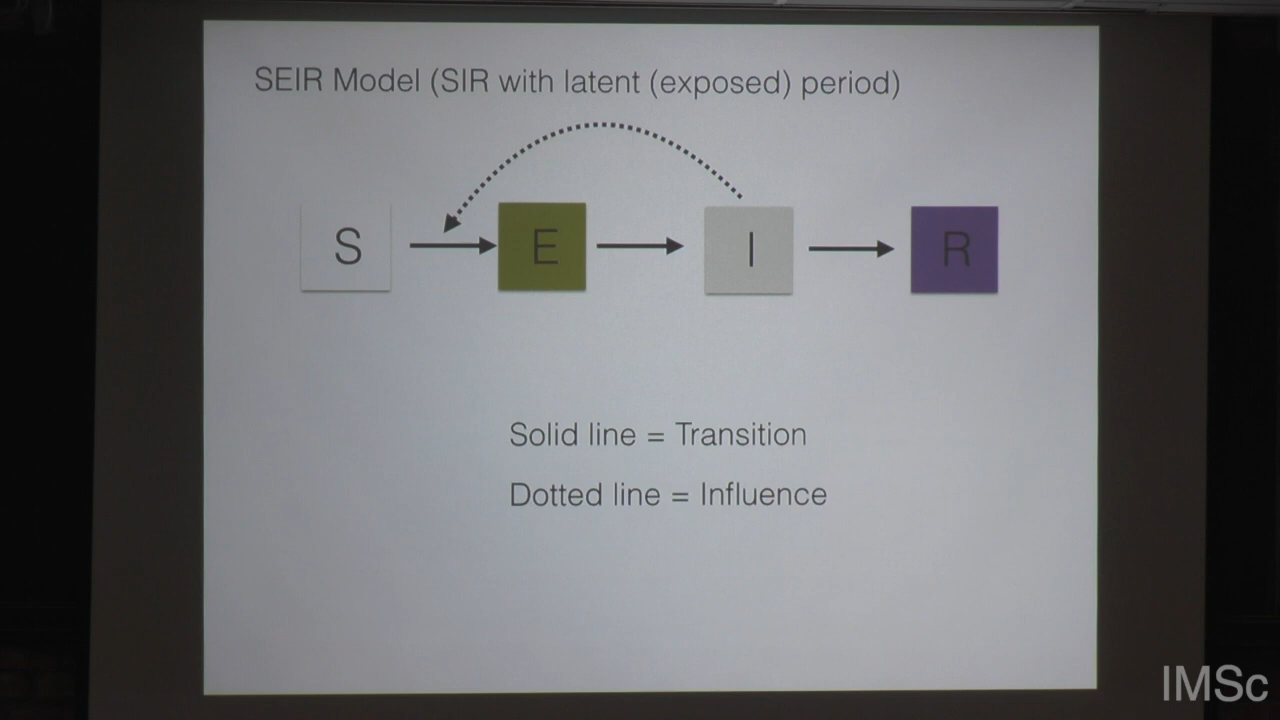 SEIR Model (SIR with latent (exposed) period)
S
E
I
R
Solid line = Transition
Dotted line = Influence
IMSc